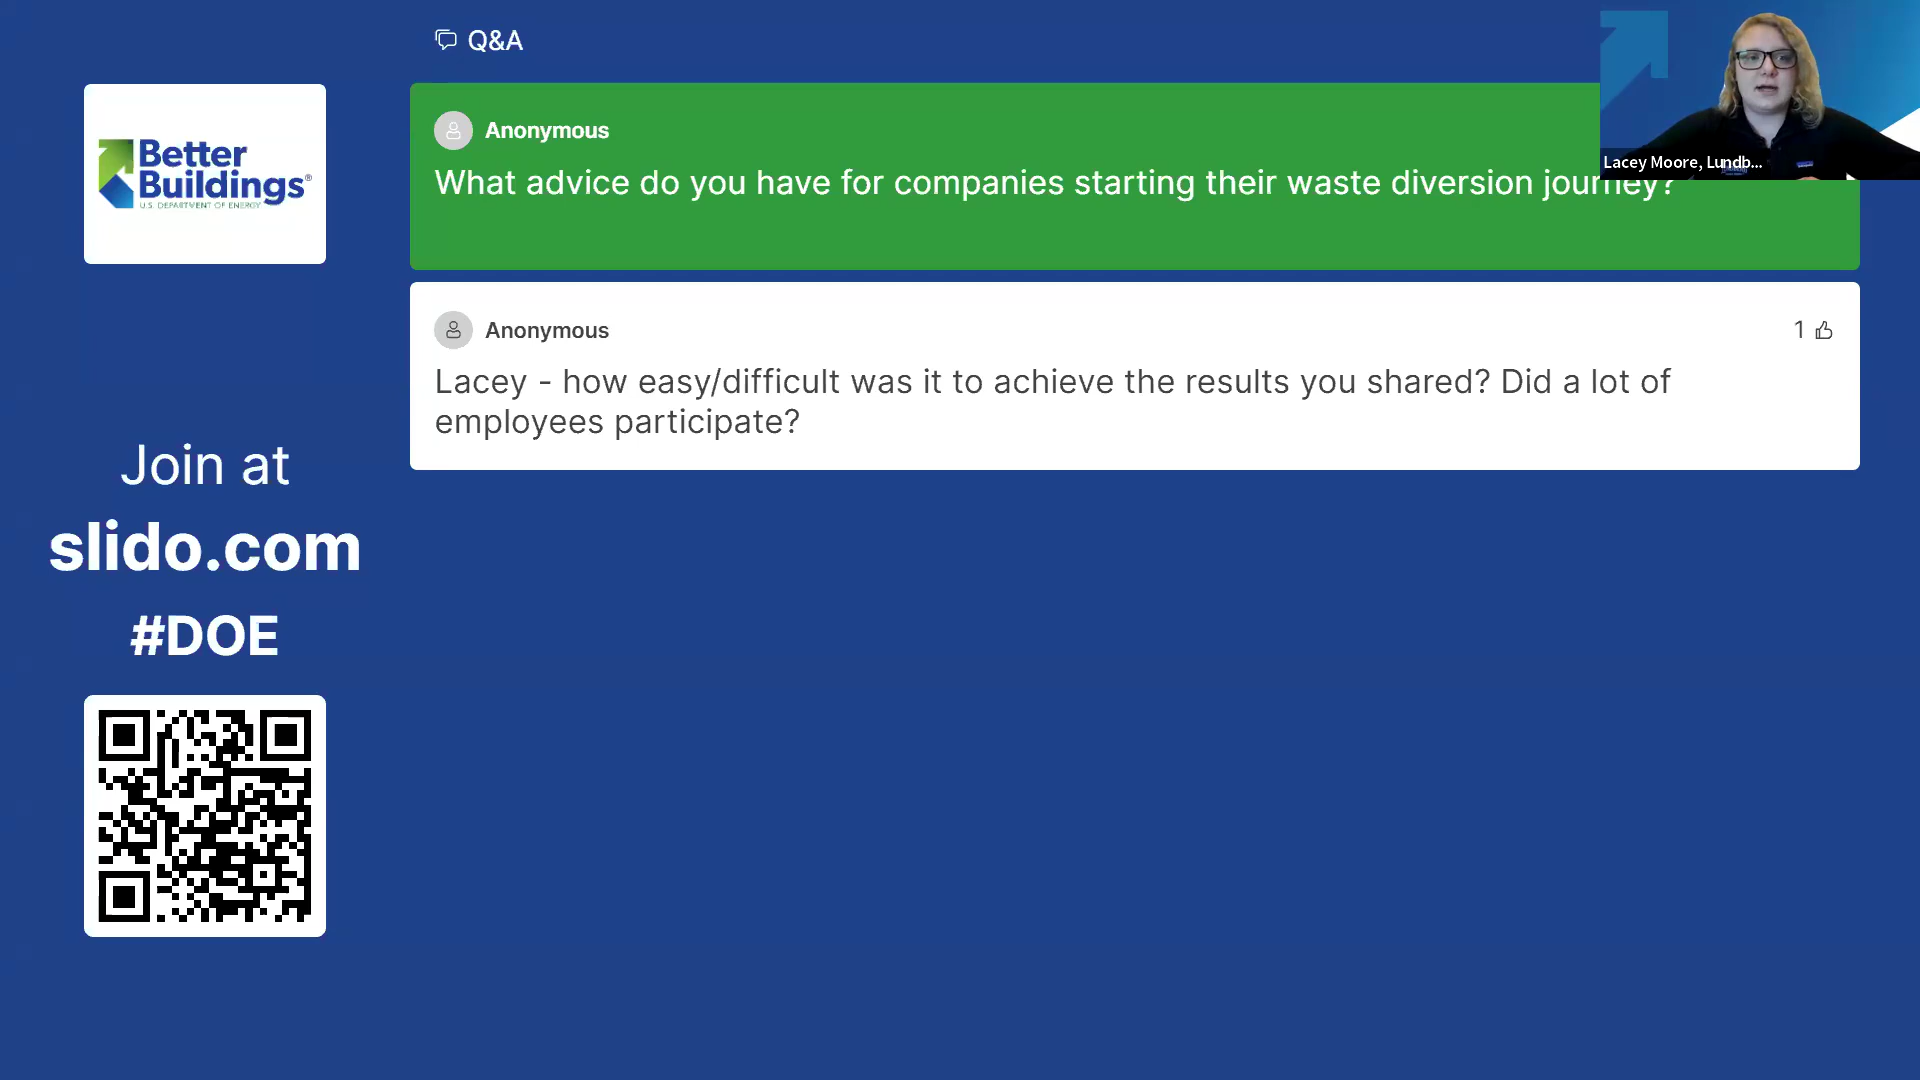 Q&A
Better
Buildings®
U.S. DEPARTMENT OF ENERGY
Anonymous
What advice do you have for companies starting their waste diversion journey?
Lacey Moore, Lundb...
Anonymous
1
Lacey - how easy/difficult was it to achieve the results you shared? Did a lot of
employees participate?
Join at
slido.com
#DOE